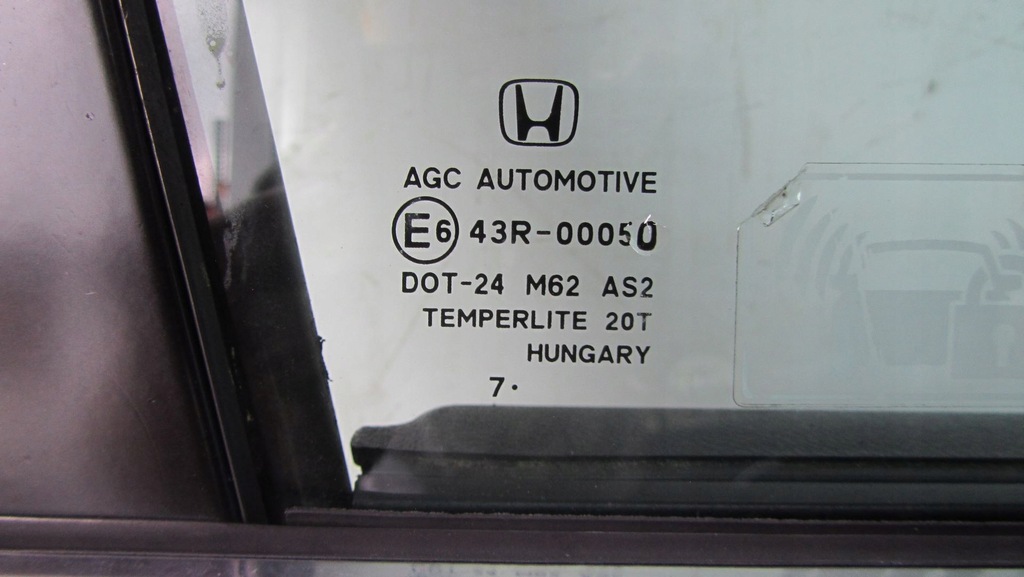 AGC AUTOMOTIVE
E6 43R-00050
DOT-24 M62 AS2
TEMPERLITE 20T
HUNGARY
7·